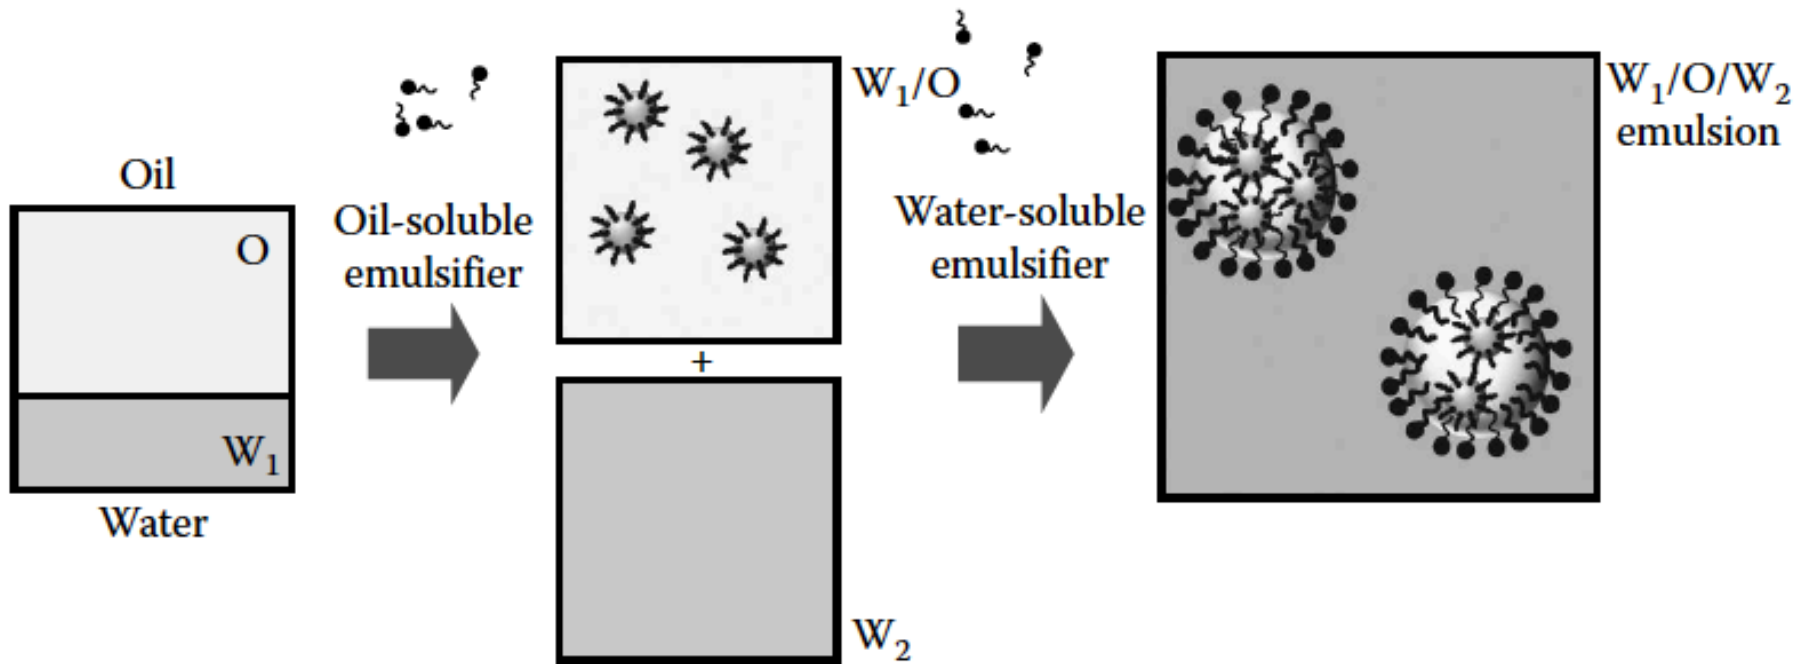 Oil
O
W₁
Water
Oil-soluble
emulsifier
W₁/O
+
W₂
Water-soluble
emulsifier
W₁/O/W₂
emulsion